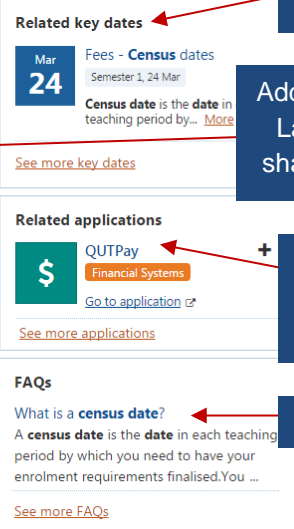 Related key dates
Mar
24
Fees - Census dates
Semester 1, 24 Mar
Census date is the date in
teaching period by... More
See more key dates
Related applications
$
QUTPay
+
Financial Systems
Go to application
See more applications
FAQs
What is a census date?
A census date is the date in each teaching
period by which you need to have your
enrolment requirements finalised.You ...
See more FAQs